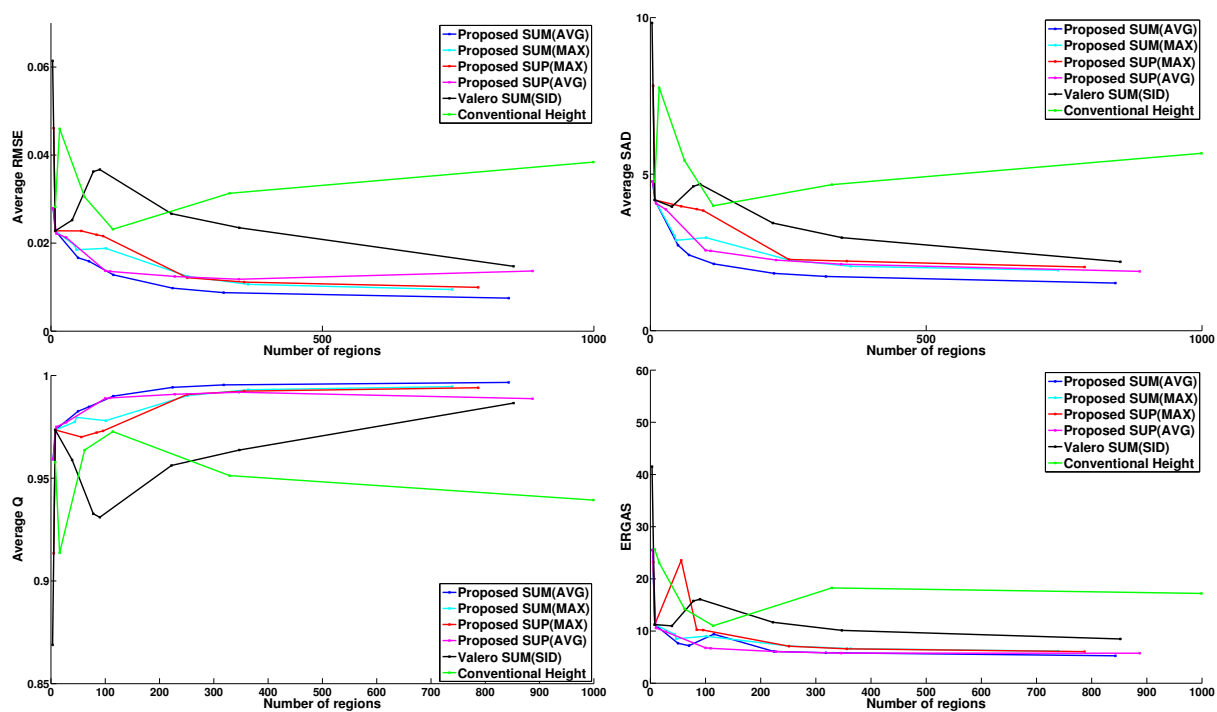 Average RMSE
0.06
0.04
0.02
0
500
1000
Number of regions
Proposed SUM(AVG)
Proposed SUM(MAX)
Proposed SUP(MAX)
Proposed SUP(AVG)
Valero SUM(SID)
Conventional Height
Average SAD
10
5
0
0
500
1000
Number of regions
Proposed SUM(AVG)
Proposed SUM(MAX)
Proposed SUP(MAX)
Proposed SUP(AVG)
Valero SUM(SID)
Conventional Height
Average Q
1
0.95
0.9
0.85
0
100
200
300
400
500
600
700
800
900
1000
Number of regions
Proposed SUM(AVG)
Proposed SUM(MAX)
Proposed SUP(MAX)
Proposed SUP(AVG)
Valero SUM(SID)
Conventional Height
ERGAS
60
50
40
30
20
10
0
0
100
200
300
400
500
600
700
800
900
1000
Number of regions
Proposed SUM(AVG)
Proposed SUM(MAX)
Proposed SUP(MAX)
Proposed SUP(AVG)
Valero SUM(SID)
Conventional Height